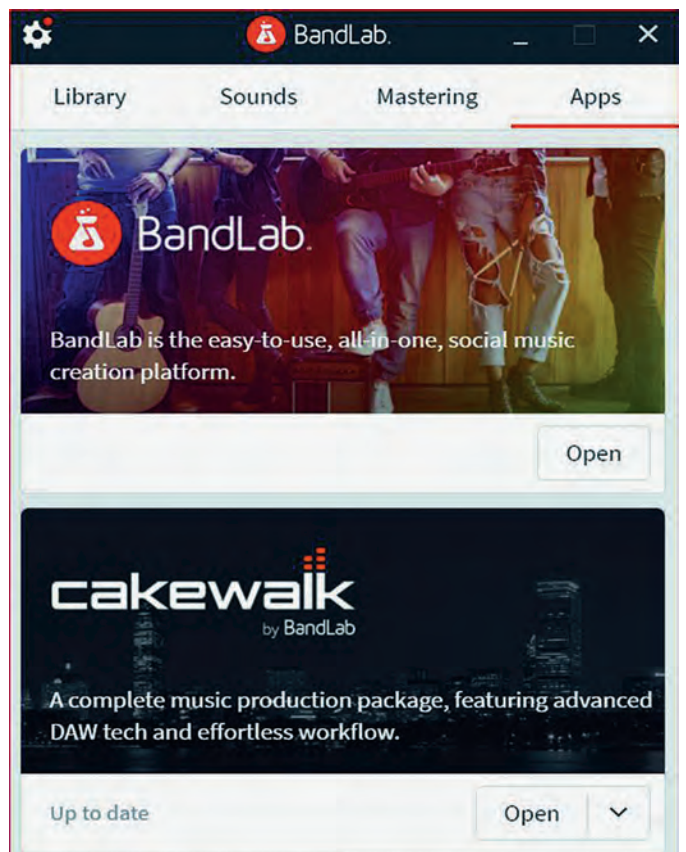 BandLab.
Library Sounds Mastering Apps
BandLab.
BandLab is the easy-to-use, all-in-one, social music
creation platform.
Open
cakewalk
by BandLab
A complete music production package, featuring advanced
DAW tech and effortless workflow.
Up to date Open